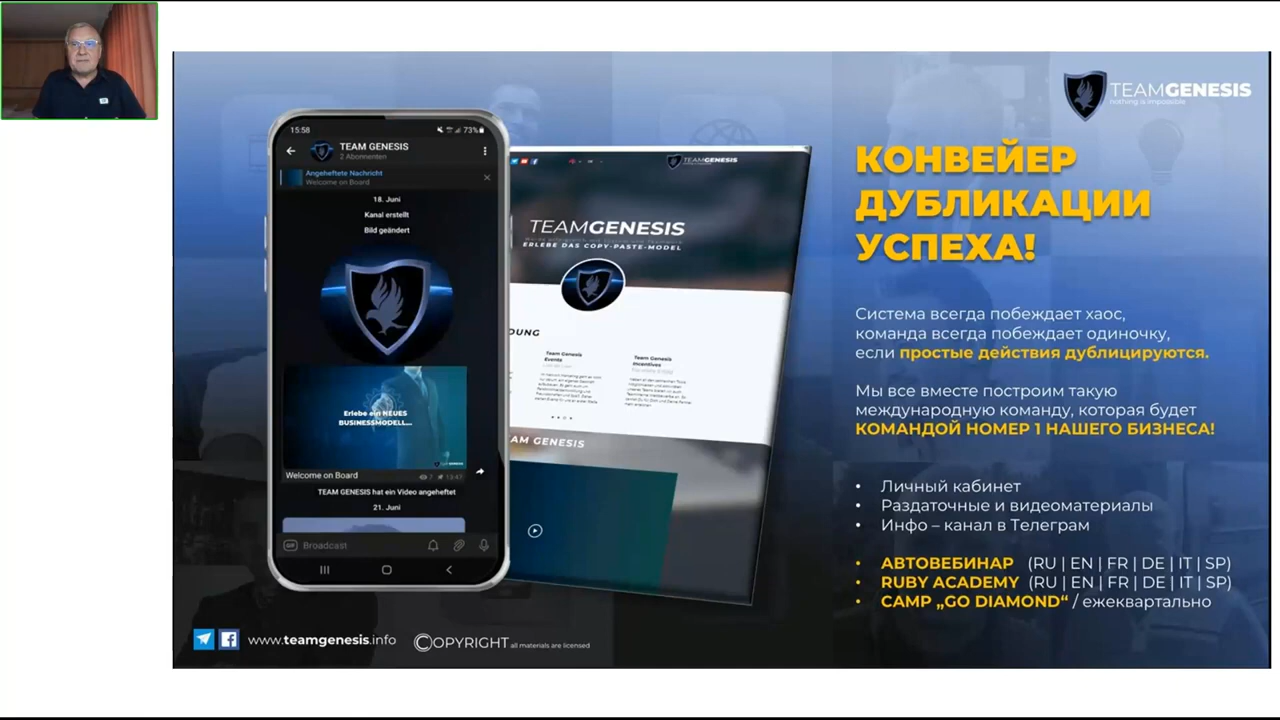 TEAMGENESIS
nothing is impossible
КОНВЕЙЕР
ДУБЛИКАЦИИ
УСПЕХА!
Система всегда побеждает хаос,
команда всегда побеждает одиночку,
если простые действия дублицируются.
Мы все вместе построим такую
международную команду, которая будет
КОМАНДОЙ НОМЕР 1 НАШЕГО БИЗНЕСА!
• Личный кабинет
• Раздаточные и видеоматериалы
• Инфо – канал в Телеграм
• АВТОВЕБИНАР (RU | EN | FR | DE | IT | SP)
• RUBY ACADEMY (RU | EN | FR | DE | IT | SP)
• CAMP „GO DIAMOND“ / ежеквартально
15:58 73%
TEAM GENESIS
2 Abonnenten
Angeheftete Nachricht
Welcome on Board
18. Juni
Kanal erstellt
Bild geändert
Erlebe ein NEUES
BUSINESSMODELL...
Welcome on Board
13:47
TEAM GENESIS hat ein Video angeheftet
21. Juni
GIF Broadcast
TEAMGENESIS
TEAMGENESIS
ERLEBE DAS COPY-PASTE-MODEL
DUNG
Team Genesis
Events
Team Genesis
Incentives
AM GENESIS
www.teamgenesis.info
©COPYRIGHT all materials are licensed